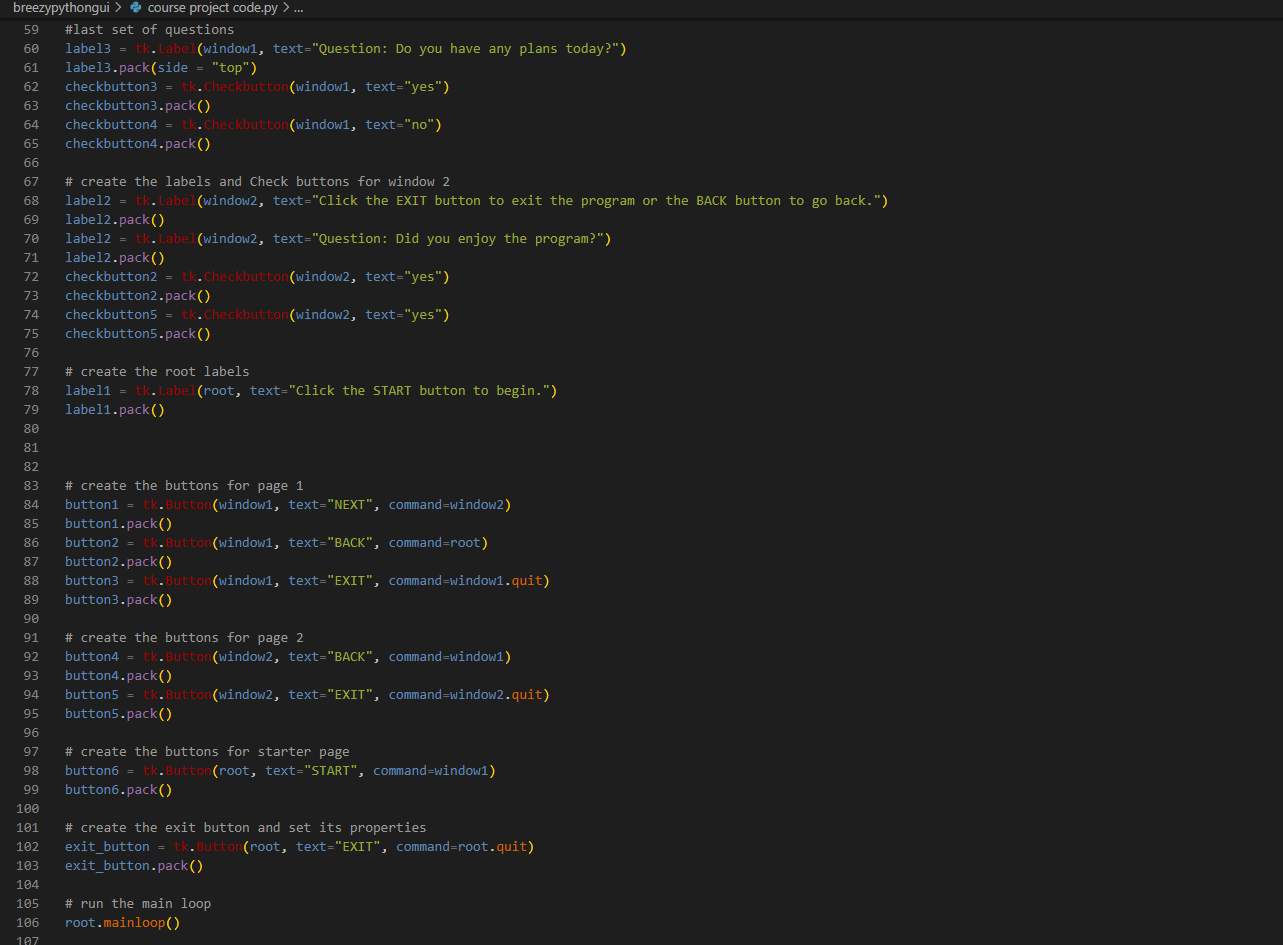 breezypythongui > course project code.py > ...
59 #last set of questions
60 label3 = tk.Label(window1, text="Question: Do you have any plans today?")
61 label3.pack(side = "top")
62 checkbutton3 = tk.Checkbutton(window1, text="yes")
63 checkbutton3.pack()
64 checkbutton4 = tk.Checkbutton(window1, text="no")
65 checkbutton4.pack()
66
67 # create the labels and Check buttons for window 2
68 label2 = tk.Label(window2, text="Click the EXIT button to exit the program or the BACK button to go back.")
69 label2.pack()
70 label2 = tk.Label(window2, text="Question: Did you enjoy the program?")
71 label2.pack()
72 checkbutton2 = tk.Checkbutton(window2, text="yes")
73 checkbutton2.pack()
74 checkbutton5 = tk.Checkbutton(window2, text="yes")
75 checkbutton5.pack()
76
77 # create the root labels
78 label1 = tk.Label(root, text="Click the START button to begin.")
79 label1.pack()
80
81
82
83 # create the buttons for page 1
84 button1 = tk.Button(window1, text="NEXT", command=window2)
85 button1.pack()
86 button2 = tk.Button(window1, text="BACK", command=root)
87 button2.pack()
88 button3 = tk.Button(window1, text="EXIT", command=window1.quit)
89 button3.pack()
90
91 # create the buttons for page 2
92 button4 = tk.Button(window2, text="BACK", command=window1)
93 button4.pack()
94 button5 = tk.Button(window2, text="EXIT", command=window2.quit)
95 button5.pack()
96
97 # create the buttons for starter page
98 button6 = tk.Button(root, text="START", command=window1)
99 button6.pack()
100
101 # create the exit button and set its properties
102 exit_button = tk.Button(root, text="EXIT", command=root.quit)
103 exit_button.pack()
104
105 # run the main loop
106 root.mainloop()
107